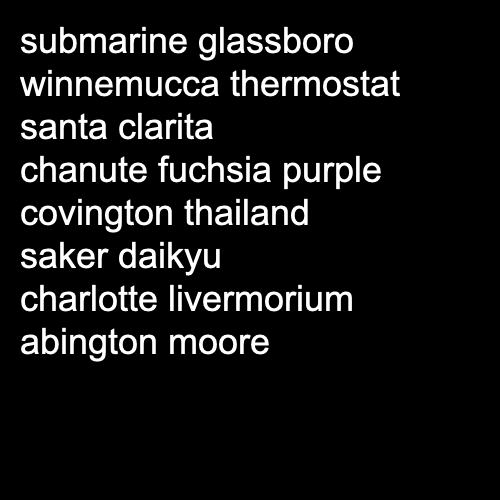 submarine glassboro
winnemucca thermostat
santa clarita
chanute fuchsia purple
covington thailand
saker daikyu
charlotte livermorium
abington moore